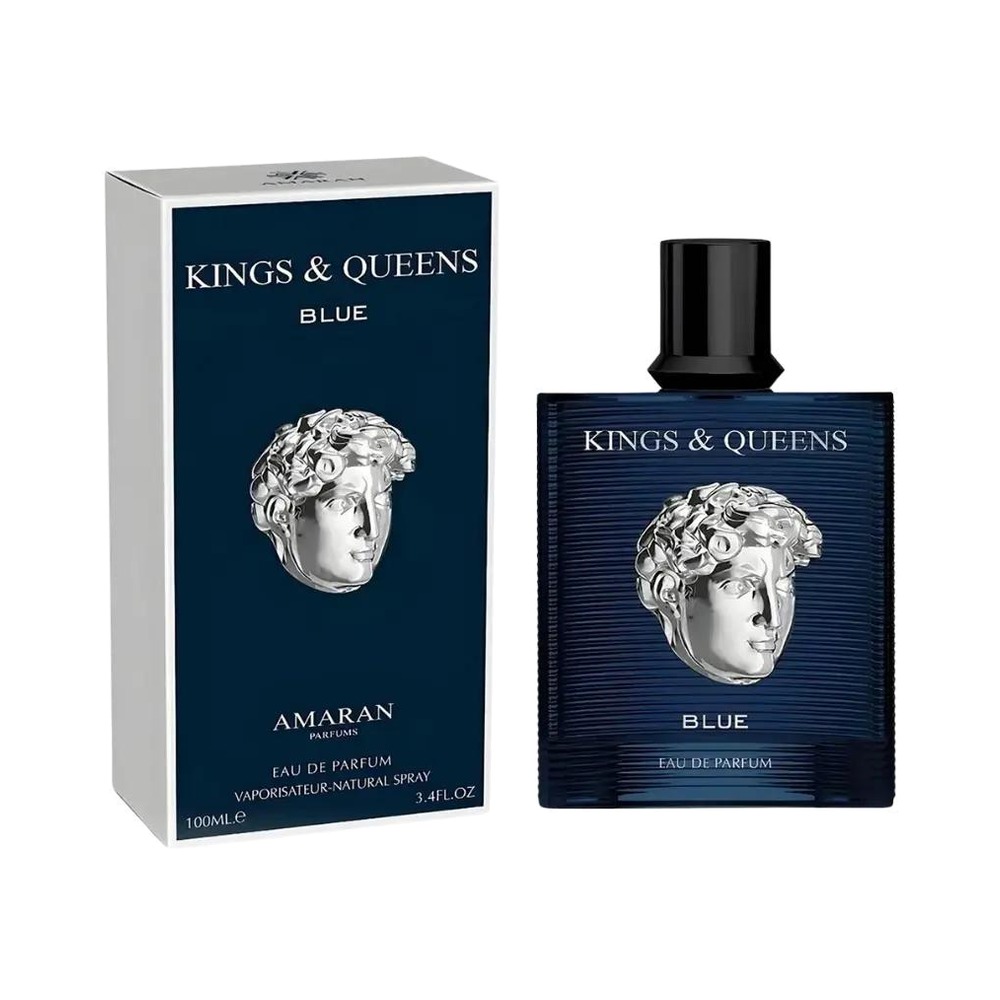 AMARAN
KINGS & QUEENS
BLUE
AMARAN
PARFUMS
EAU DE PARFUM
VAPORISATEUR-NATURAL SPRAY
100ML.e
3.4FL.OZ
KINGS & QUEENS
BLUE
EAU DE PARFUM